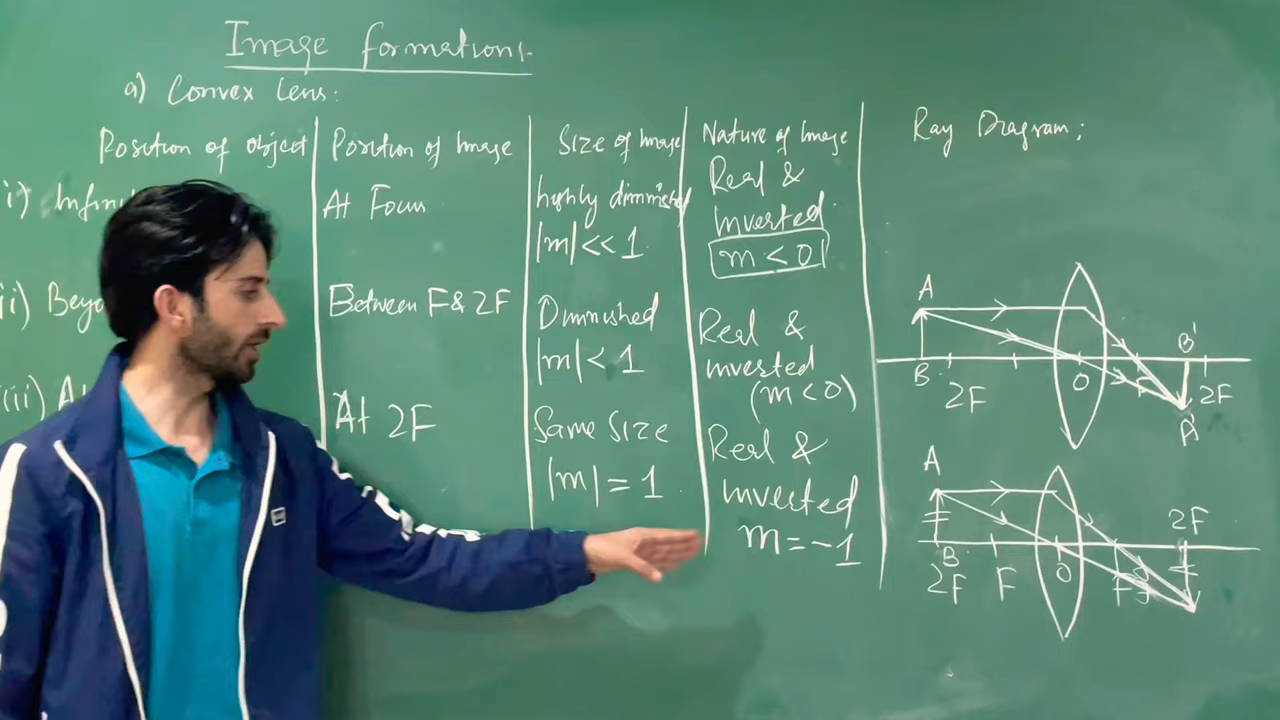 Image formations.
a) Convex Lens:
Position of object
Position of Image
Size of Image
Nature of Image
Ray Diagram:
i)
At Focus
highly diminished
|m| << 1
Real &
inverted
m < 0
ii)
Between F & 2F
Diminished
|m| < 1
Real &
inverted
(m < 0)
A
B
2F
O
F
B'
A'
2F
(iii)
At 2F
Same Size
|m| = 1
Real &
inverted
m = -1
A
B
2F
F
O
F
2F